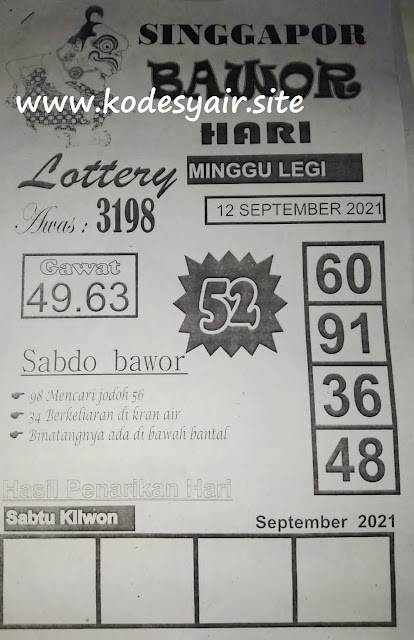 SINGGAPOR
BAWOR
www.kodesyair.site
HARI
Lottery
MINGGU LEGI
Awas : 3198
12 SEPTEMBER 2021
Gawat
49.63
52
60
91
36
48
Sabdo bawor
98 Mencari jodoh 56
34 Berkeliaran di kran air
Binatangnya ada di bawah bantal
Hasil Penarikan Hari
Sabtu Kliwon
September 2021